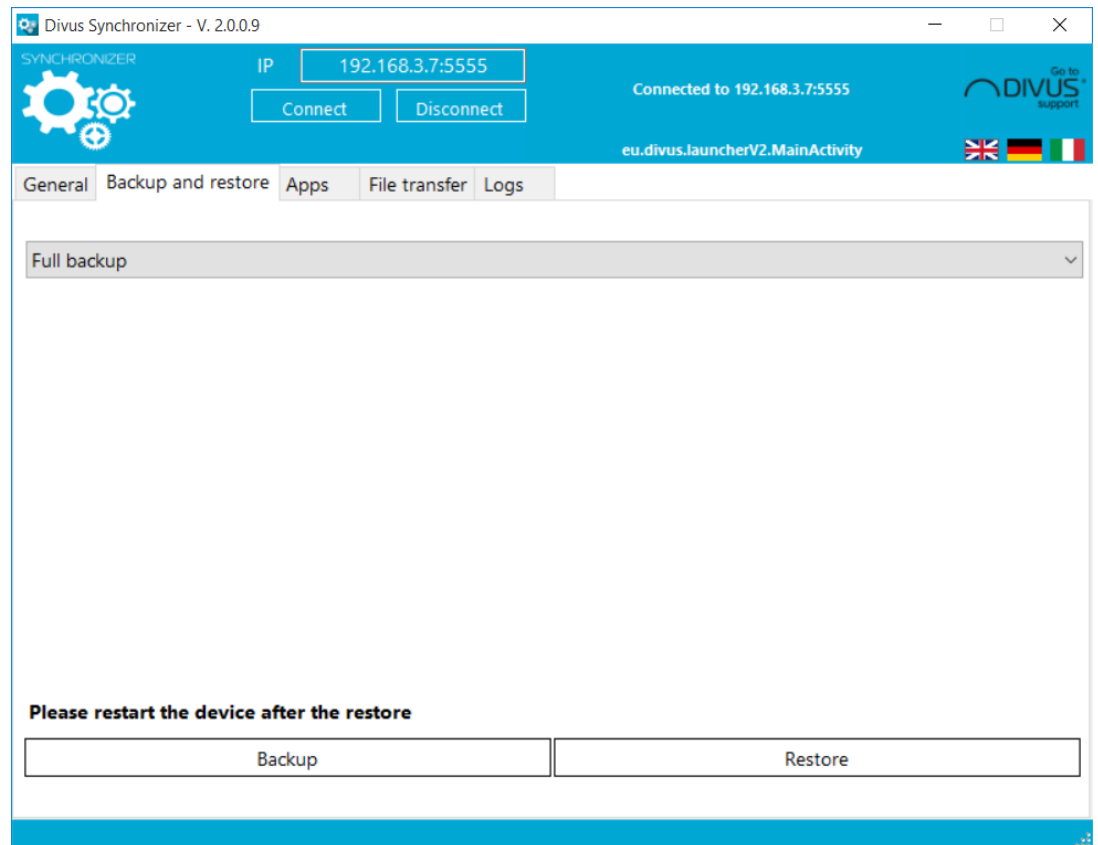 Divus Synchronizer - V. 2.0.0.9
SYNCHRONIZER
IP 192.168.3.7:5555
Connect Disconnect
Connected to 192.168.3.7:5555
eu.divus.launcherV2.MainActivity
Go to
DIVUS
support
General Backup and restore Apps File transfer Logs
Full backup
Please restart the device after the restore
Backup Restore